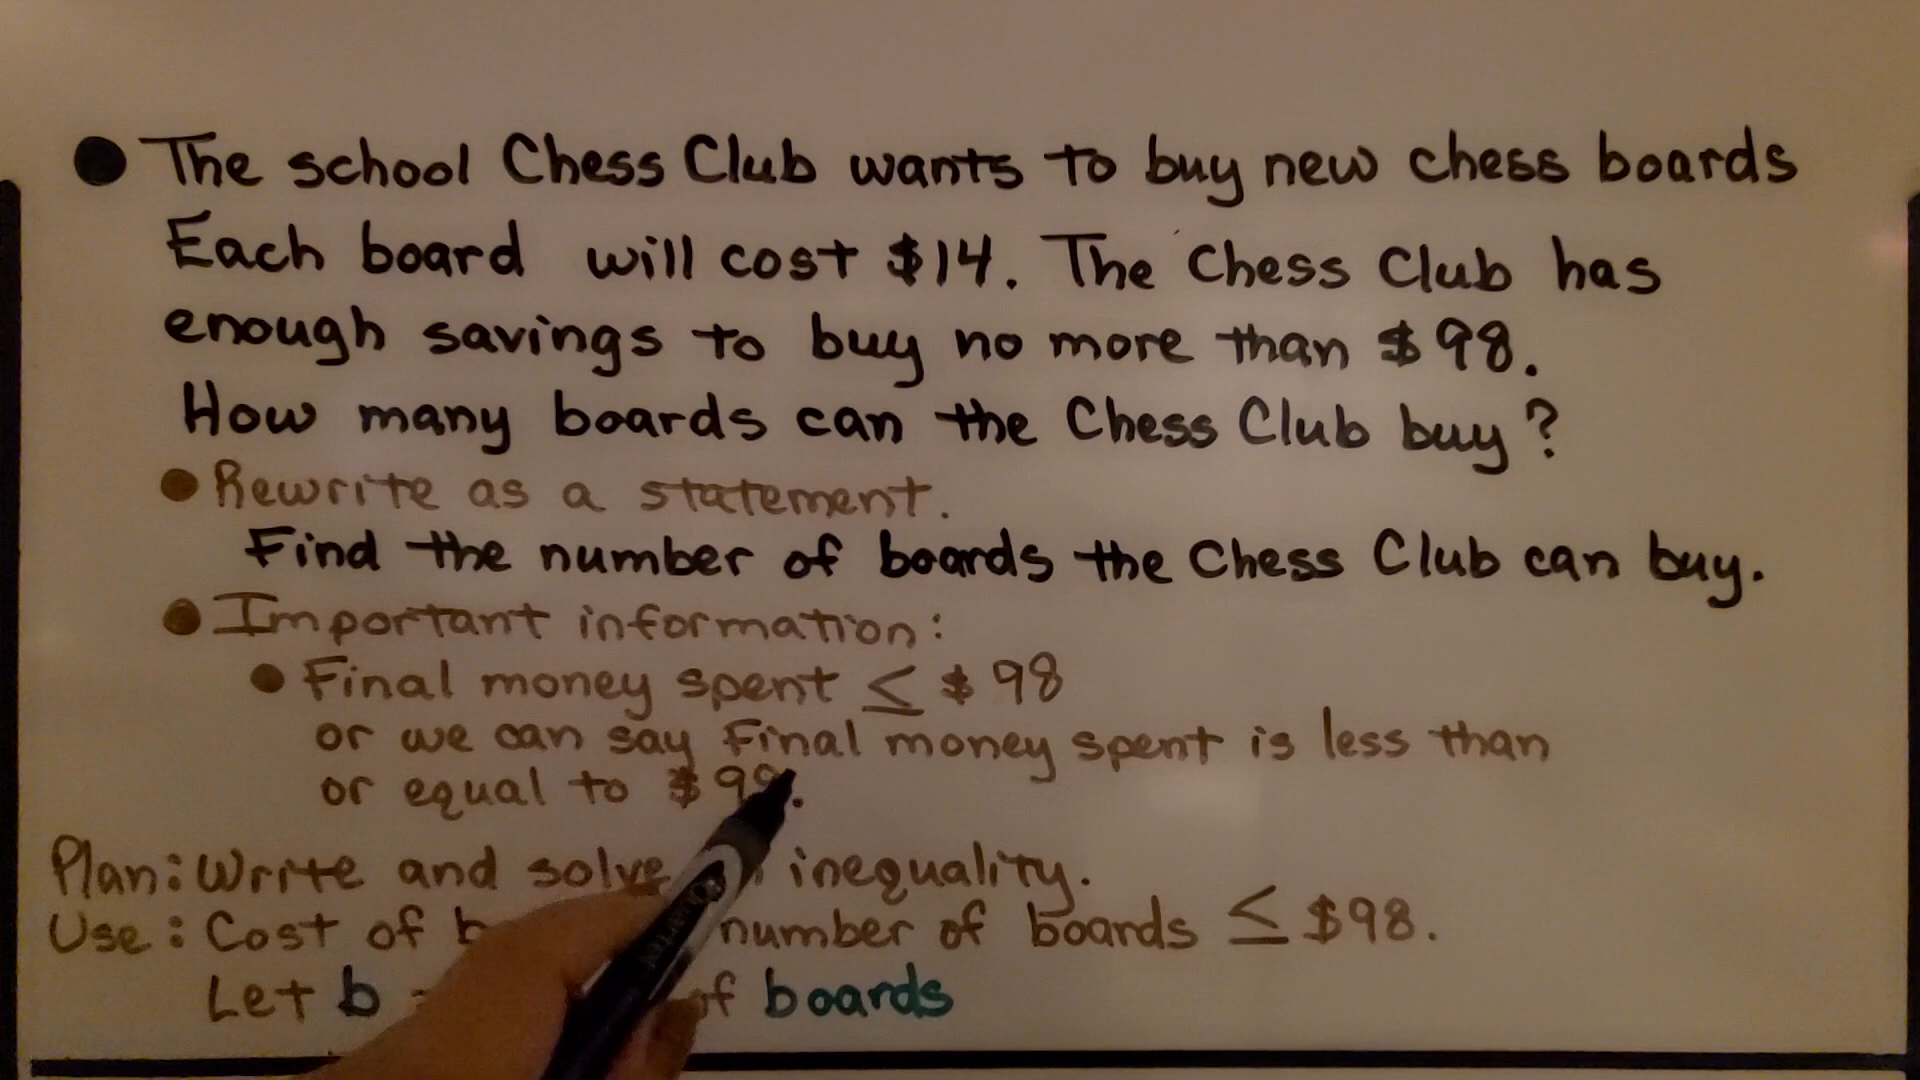 The school Chess Club wants to buy new chess boards
Each board will cost $14. The Chess Club has
enough savings to buy no more than $98.
How many boards can the Chess Club buy?
Rewrite as a statement.
Find the number of boards the Chess Club can buy.
Important information:
Final money spent ≤ $98
or we can say final money spent is less than
or equal to $98.
Plan: Write and solve inequality.
Use: Cost of number of boards ≤ $98.
Let b of boards